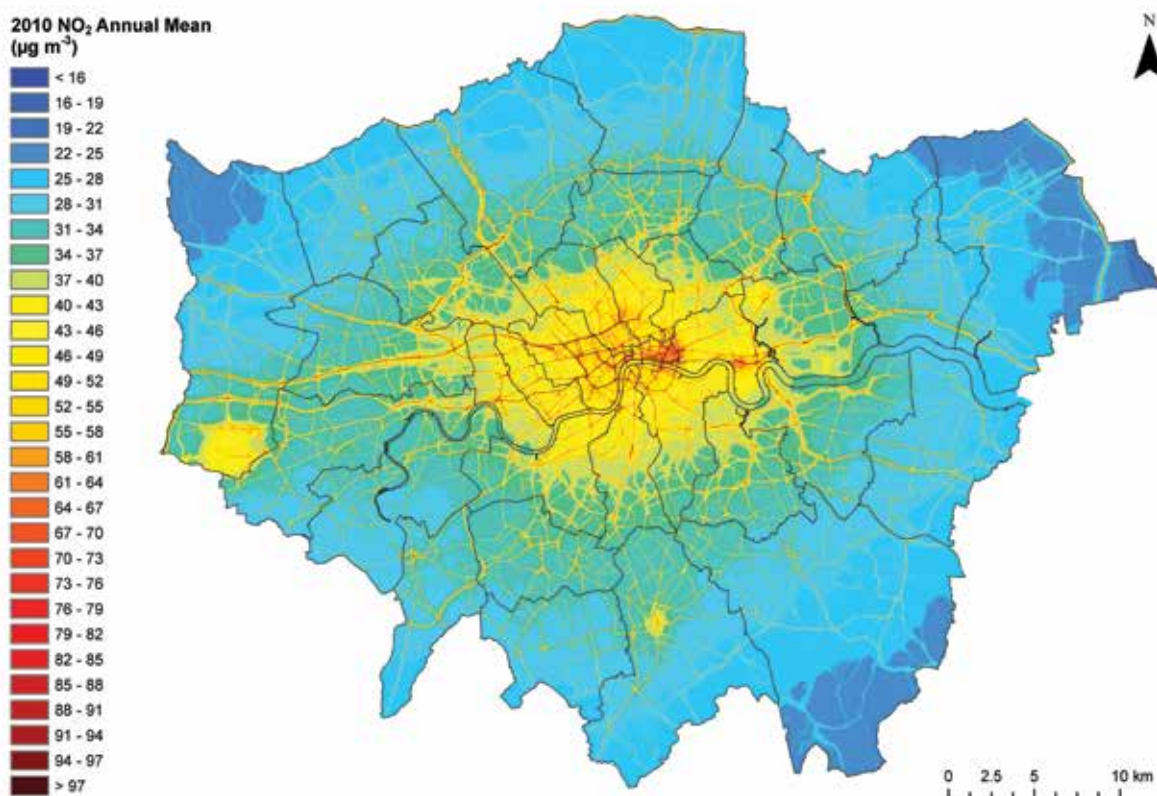 2010 NO₂ Annual Mean
(µg m⁻³)
< 16
16 - 19
19 - 22
22 - 25
25 - 28
28 - 31
31 - 34
34 - 37
37 - 40
40 - 43
43 - 46
46 - 49
49 - 52
52 - 55
55 - 58
58 - 61
61 - 64
64 - 67
67 - 70
70 - 73
73 - 76
76 - 79
79 - 82
82 - 85
85 - 88
88 - 91
91 - 94
94 - 97
> 97
N
0 2.5 5 10 km